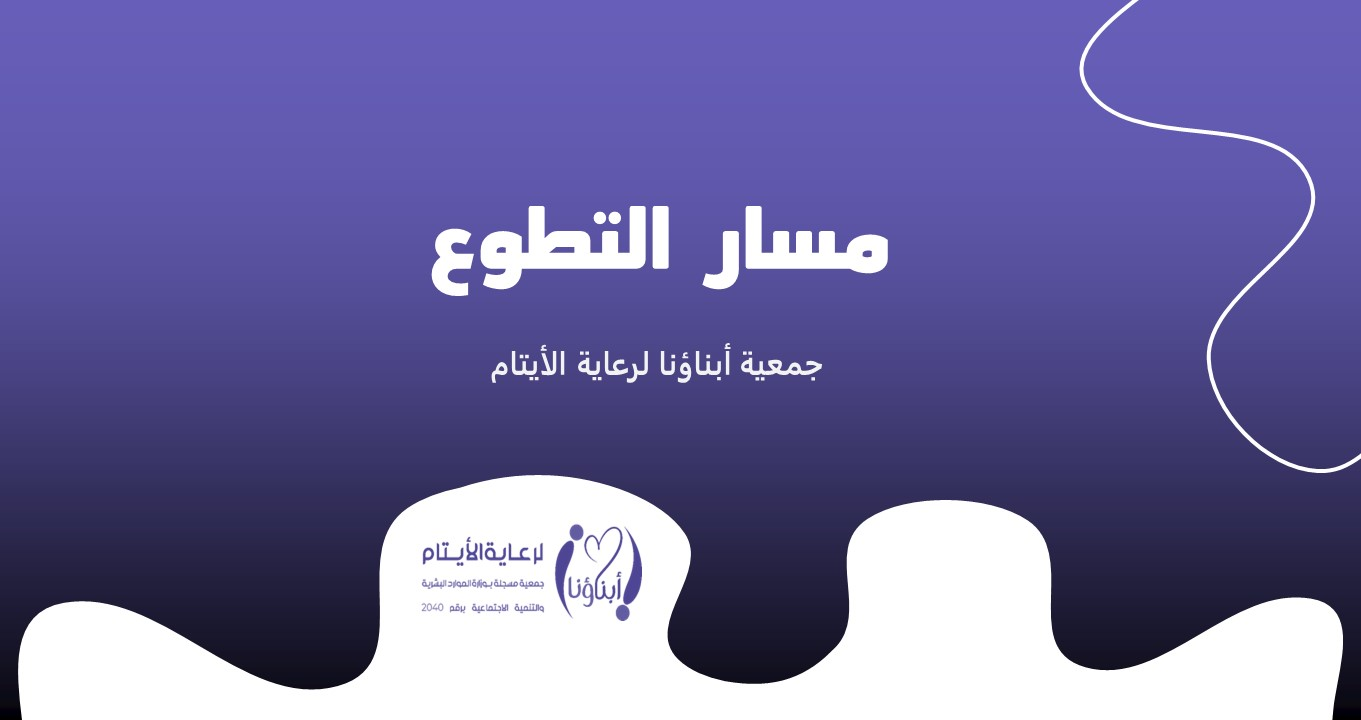 مسار التطوع
جمعية أبناؤنا لرعاية الأيتام
أبناؤنا
لرعاية الأيتام
جمعية مسجلة بوزارة الموارد البشرية
والتنمية الاجتماعية برقم 2040